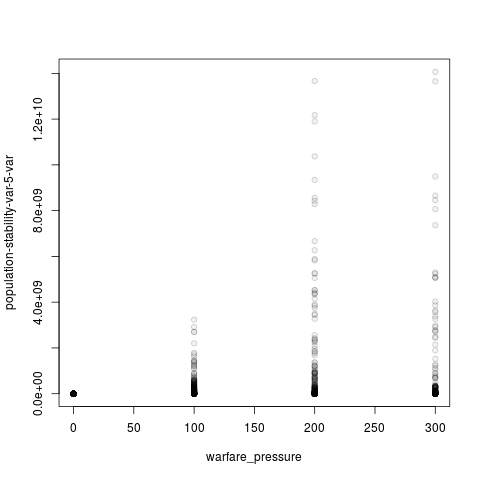 population-stability-var-5-var
1.2e+10
8.0e+09
4.0e+09
0.0e+00
0 50 100 150 200 250 300
warfare_pressure